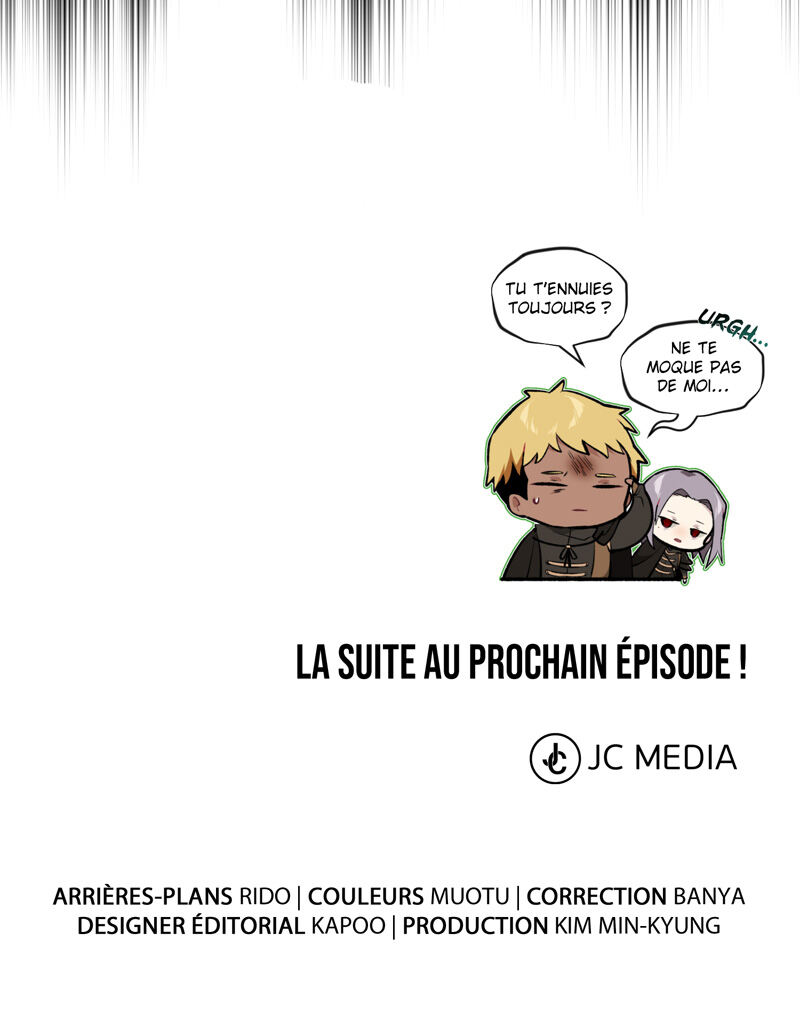 TU T'ENNUIES
TOUJOURS ?
URGH...
NE TE
MOQUE PAS
DE MOI...
LA SUITE AU PROCHAIN ÉPISODE !
JC JC MEDIA
ARRIÈRES-PLANS RIDO | COULEURS MUOTU | CORRECTION BANYA
DESIGNER ÉDITORIAL KAPOO | PRODUCTION KIM MIN-KYUNG